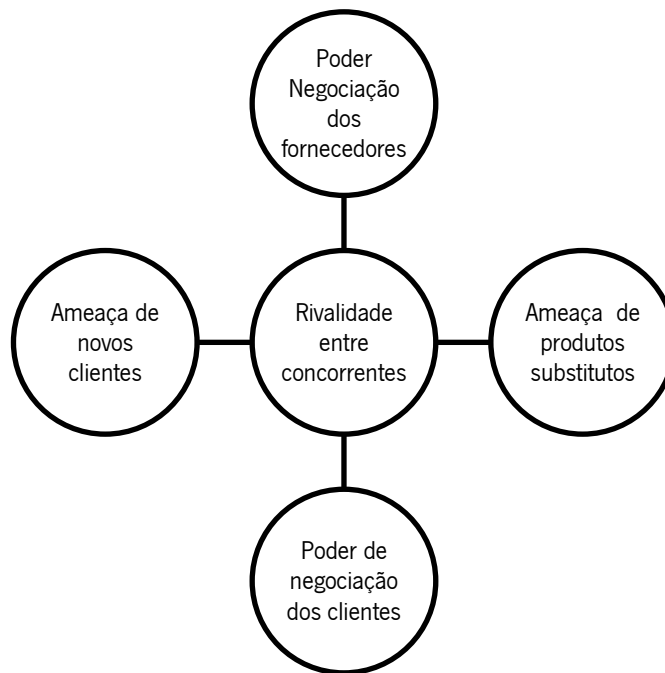 Poder
Negociação
dos
fornecedores
Ameaça de
novos
clientes
Rivalidade
entre
concorrentes
Ameaça de
produtos
substitutos
Poder de
negociação
dos clientes